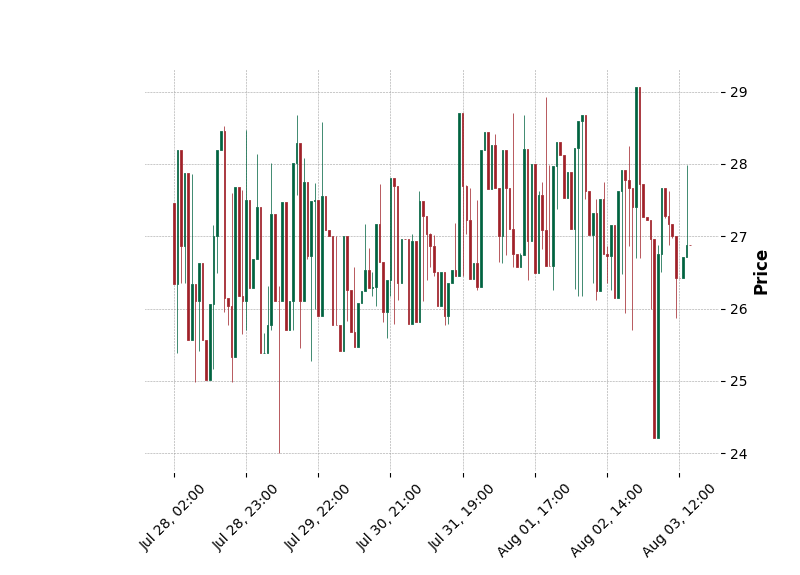 29
28
27
26
25
24
Price
Jul 28, 02:00
Jul 28, 23:00
Jul 29, 22:00
Jul 30, 21:00
Jul 31, 19:00
Aug 01, 17:00
Aug 02, 14:00
Aug 03, 12:00